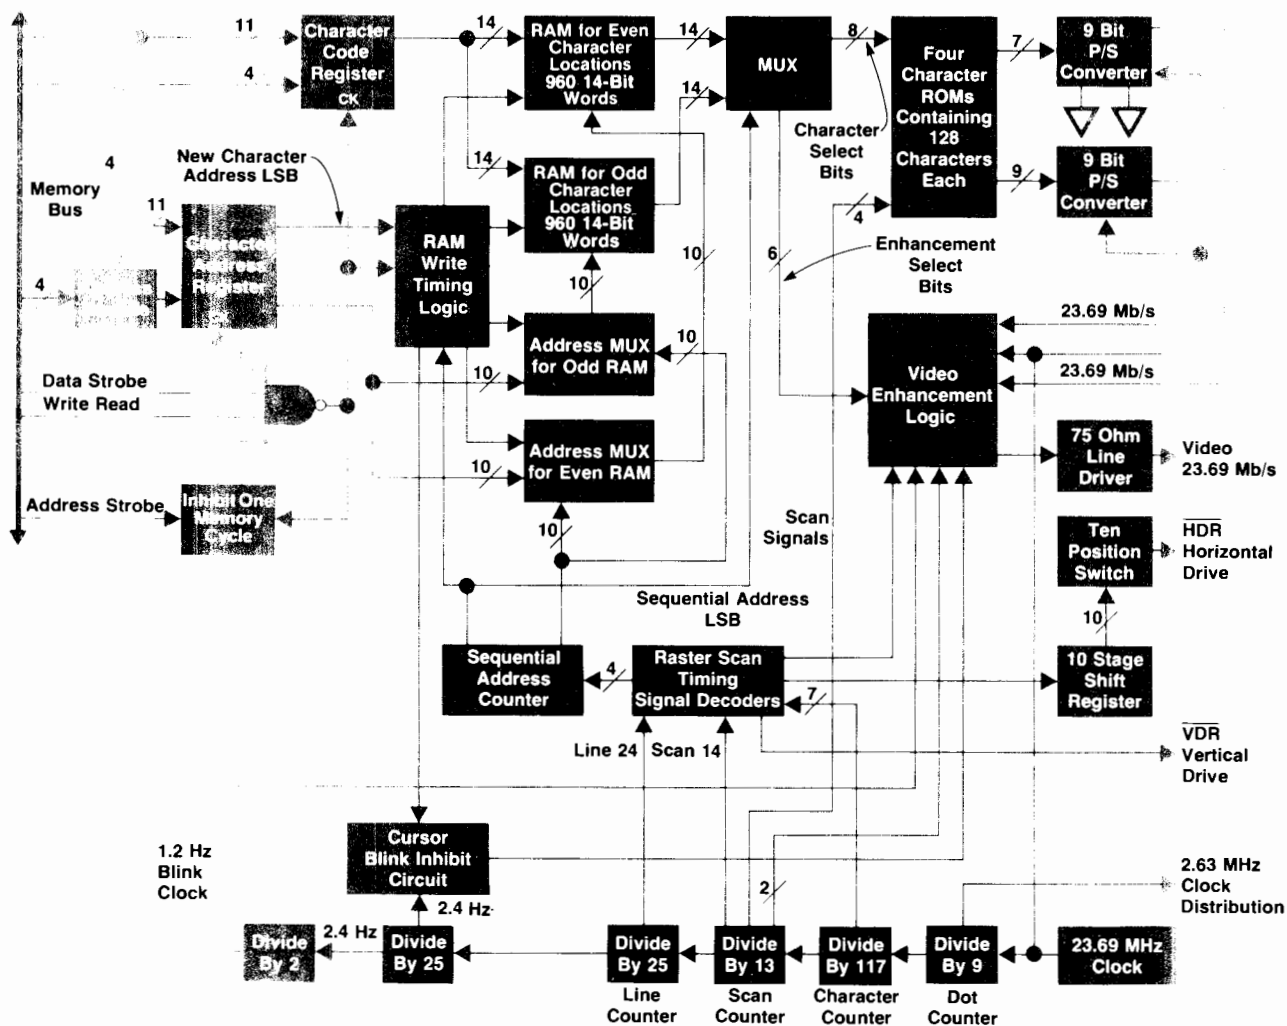 11
4
Character
Code
Register
CK
14
14
RAM for Even
Character
Locations
960 14-Bit
Words
14
14
MUX
8
Character
Select
Bits
Four
Character
ROMs
Containing
128
Characters
Each
7
9
4
9 Bit
P/S
Converter
9 Bit
P/S
Converter
4
Memory
Bus
New Character
Address LSB
11
4
Character
Address
Register
CK
RAM
Write
Timing
Logic
RAM for Odd
Character
Locations
960 14-Bit
Words
10
10
6
Enhancement
Select
Bits
Address MUX
for Odd RAM
10
10
Address MUX
for Even RAM
10
10
Video
Enhancement
Logic
23.69 Mb/s
23.69 Mb/s
75 Ohm
Line
Driver
Video
23.69 Mb/s
Data Strobe
Write Read
Address Strobe
Inhibit One
Memory
Cycle
Scan
Signals
Ten
Position
Switch
HDR
Horizontal
Drive
10
Sequential Address
LSB
Sequential
Address
Counter
4
Raster Scan
Timing
Signal Decoders
7
10 Stage
Shift
Register
Line 24
Scan 14
VDR
Vertical
Drive
1.2 Hz
Blink
Clock
Cursor
Blink Inhibit
Circuit
2
2.63 MHz
Clock
Distribution
2.4 Hz
2.4 Hz
Divide
By 2
Divide
By 25
Divide
By 25
Divide
By 13
Divide
By 117
Divide
By 9
23.69 MHz
Clock
Line
Counter
Scan
Counter
Character
Counter
Dot
Counter